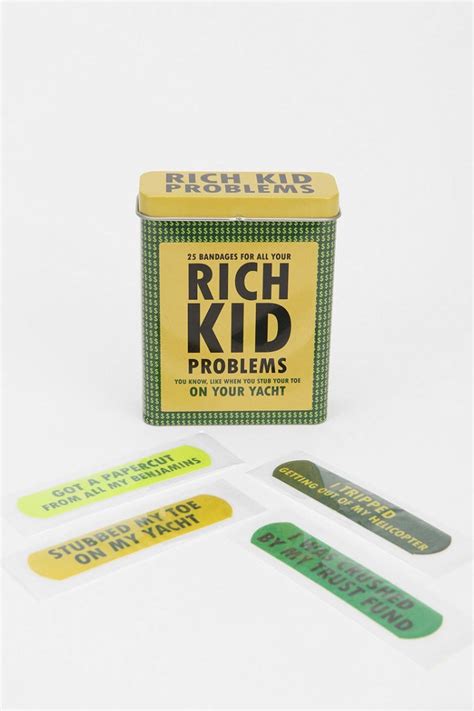 RICH KID
PROBLEMS
25 BANDAGES FOR ALL YOUR
RICH
KID
PROBLEMS
YOU KNOW, LIKE WHEN YOU STUB YOUR TOE
ON YOUR YACHT
GOT A PAPERCUT
FROM ALL MY BENJAMINS
I TRIPPED
GETTING OUT OF MY HELICOPTER
STUBBED MY TOE
ON MY YACHT
I WAS CRUSHED
BY MY TRUST FUND